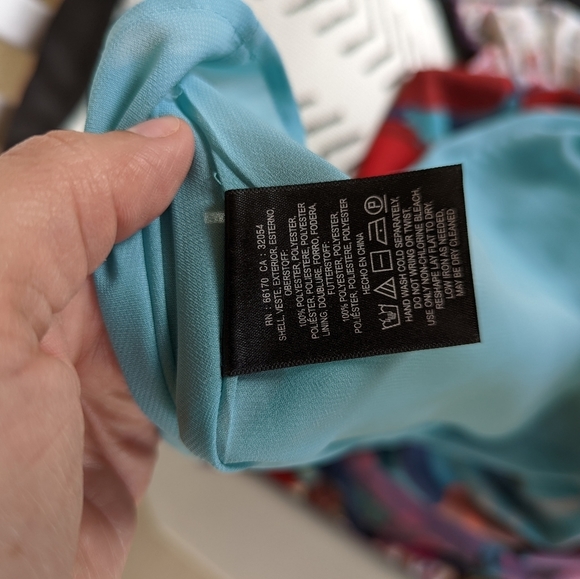 RN : 66170 CA : 32054
SHELL, VESTE, EXTERIOR, ESTERNO,
OBERSTOFF:
100% POLYESTER, POLYESTER,
POLIÉSTER, POLIESTERE, POLYESTER
LINING, DOUBLURE, FORRO, FODERA,
FUTTERSTOFF:
100% POLYESTER, POLYESTER,
POLIÉSTER, POLIESTERE, POLYESTER
HECHO EN CHINA
P
HAND WASH COLD SEPARATELY,
DO NOT WRING OR TWIST,
USE ONLY NON-CHLORINE BLEACH,
RESHAPE, LAY FLAT TO DRY,
LOW IRON AS NEEDED,
MAY BE DRY CLEANED